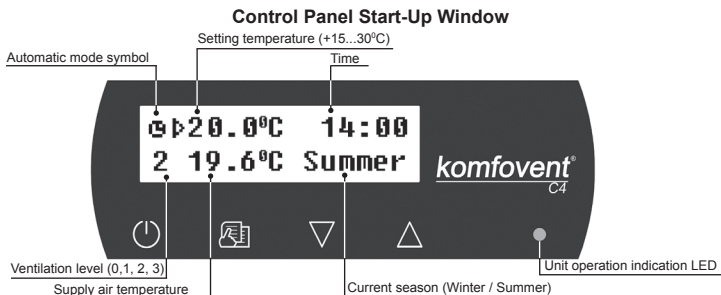 Control Panel Start-Up Window
Setting temperature (+15...30⁰C)
Automatic mode symbol
Time
20.0⁰C 14:00
2 19.6⁰C Summer
komfovent®
C4
Ventilation level (0,1, 2, 3)
Unit operation indication LED
Supply air temperature
Current season (Winter / Summer)